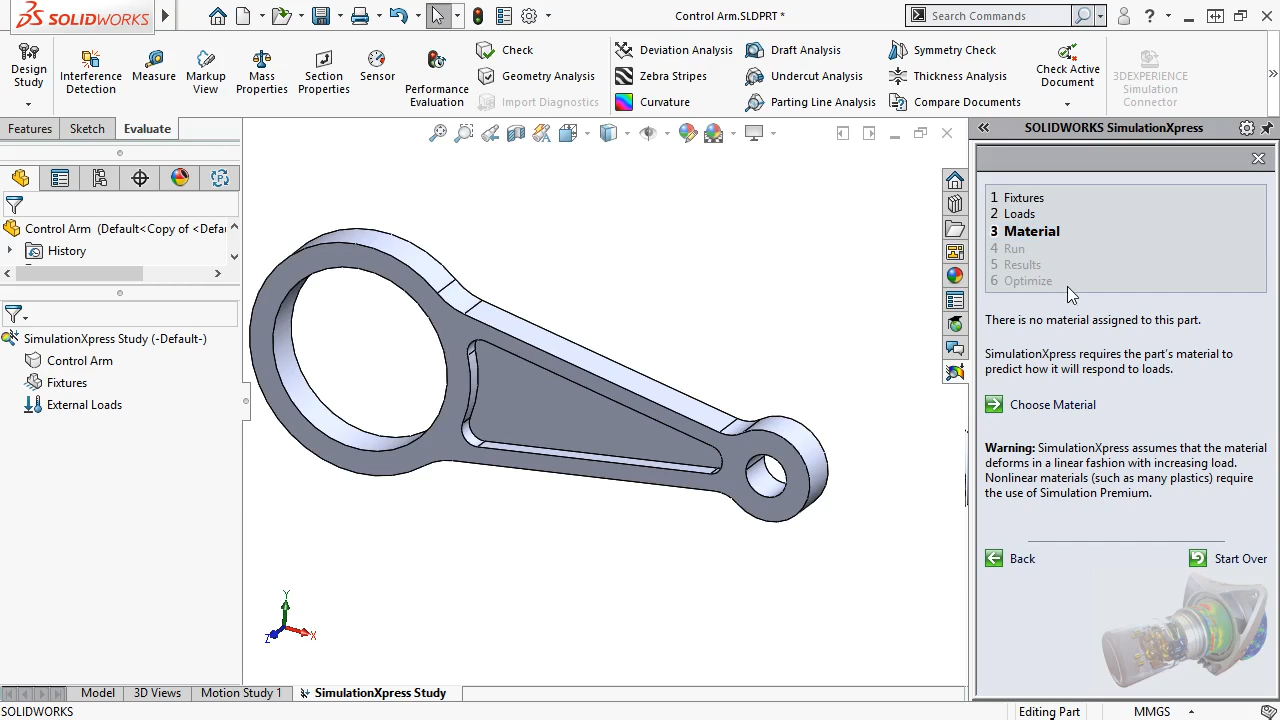 SOLIDWORKS
Control Arm.SLDPRT *
Search Commands
Design Study
Interference Detection
Measure
Markup View
Mass Properties
Section Properties
Sensor
Performance Evaluation
Check
Geometry Analysis
Import Diagnostics
Deviation Analysis
Zebra Stripes
Curvature
Draft Analysis
Undercut Analysis
Parting Line Analysis
Symmetry Check
Thickness Analysis
Compare Documents
Check Active Document
3DEXPERIENCE Simulation Connector
Features Sketch Evaluate
Control Arm (Default<Copy of <Defau
History
SimulationXpress Study (-Default-)
Control Arm
Fixtures
External Loads
Y
Z X
SOLIDWORKS SimulationXpress
1 Fixtures
2 Loads
3 Material
4 Run
5 Results
6 Optimize
There is no material assigned to this part.
SimulationXpress requires the part's material to
predict how it will respond to loads.
Choose Material
Warning: SimulationXpress assumes that the material
deforms in a linear fashion with increasing load.
Nonlinear materials (such as many plastics) require
the use of Simulation Premium.
Back Start Over
Model 3D Views Motion Study 1 SimulationXpress Study
SOLIDWORKS Editing Part MMGS